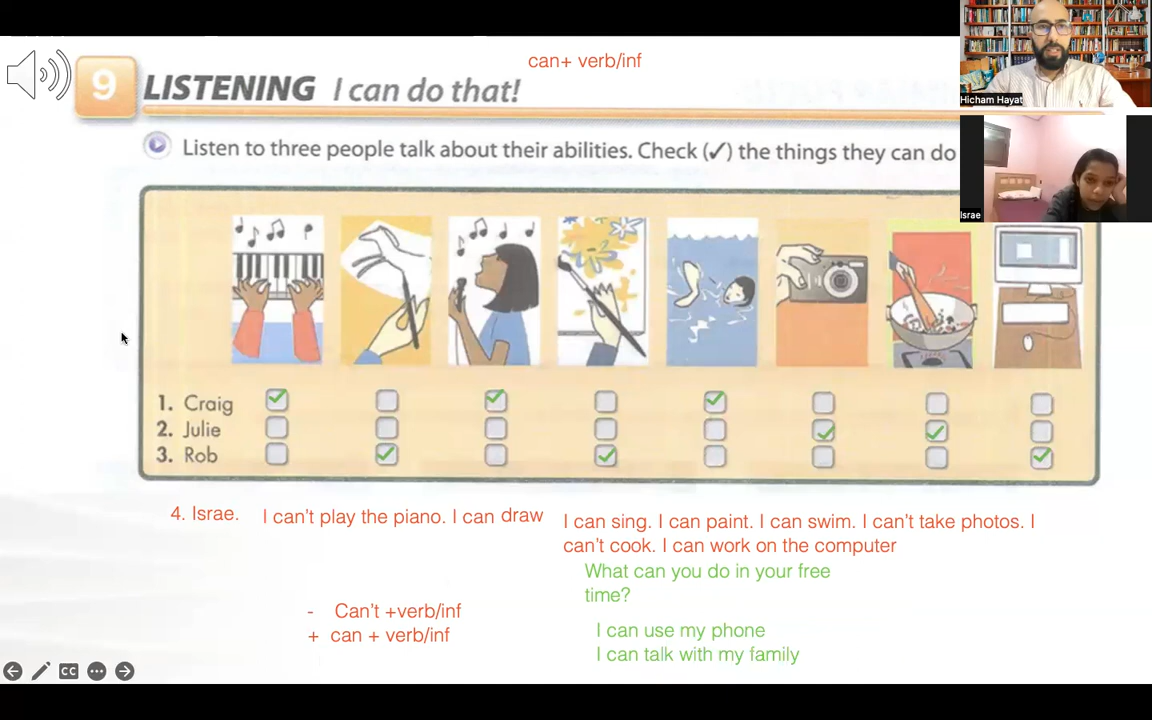 can+ verb/inf
9 LISTENING I can do that!
Listen to three people talk about their abilities. Check (✓) the things they can do
Hicham Hayat
Israe
1. Craig
2. Julie
3. Rob
4. Israe. I can't play the piano. I can draw
I can sing. I can paint. I can swim. I can't take photos. I
can't cook. I can work on the computer
What can you do in your free
time?
- Can't +verb/inf
+ can + verb/inf
I can use my phone
I can talk with my family
CC